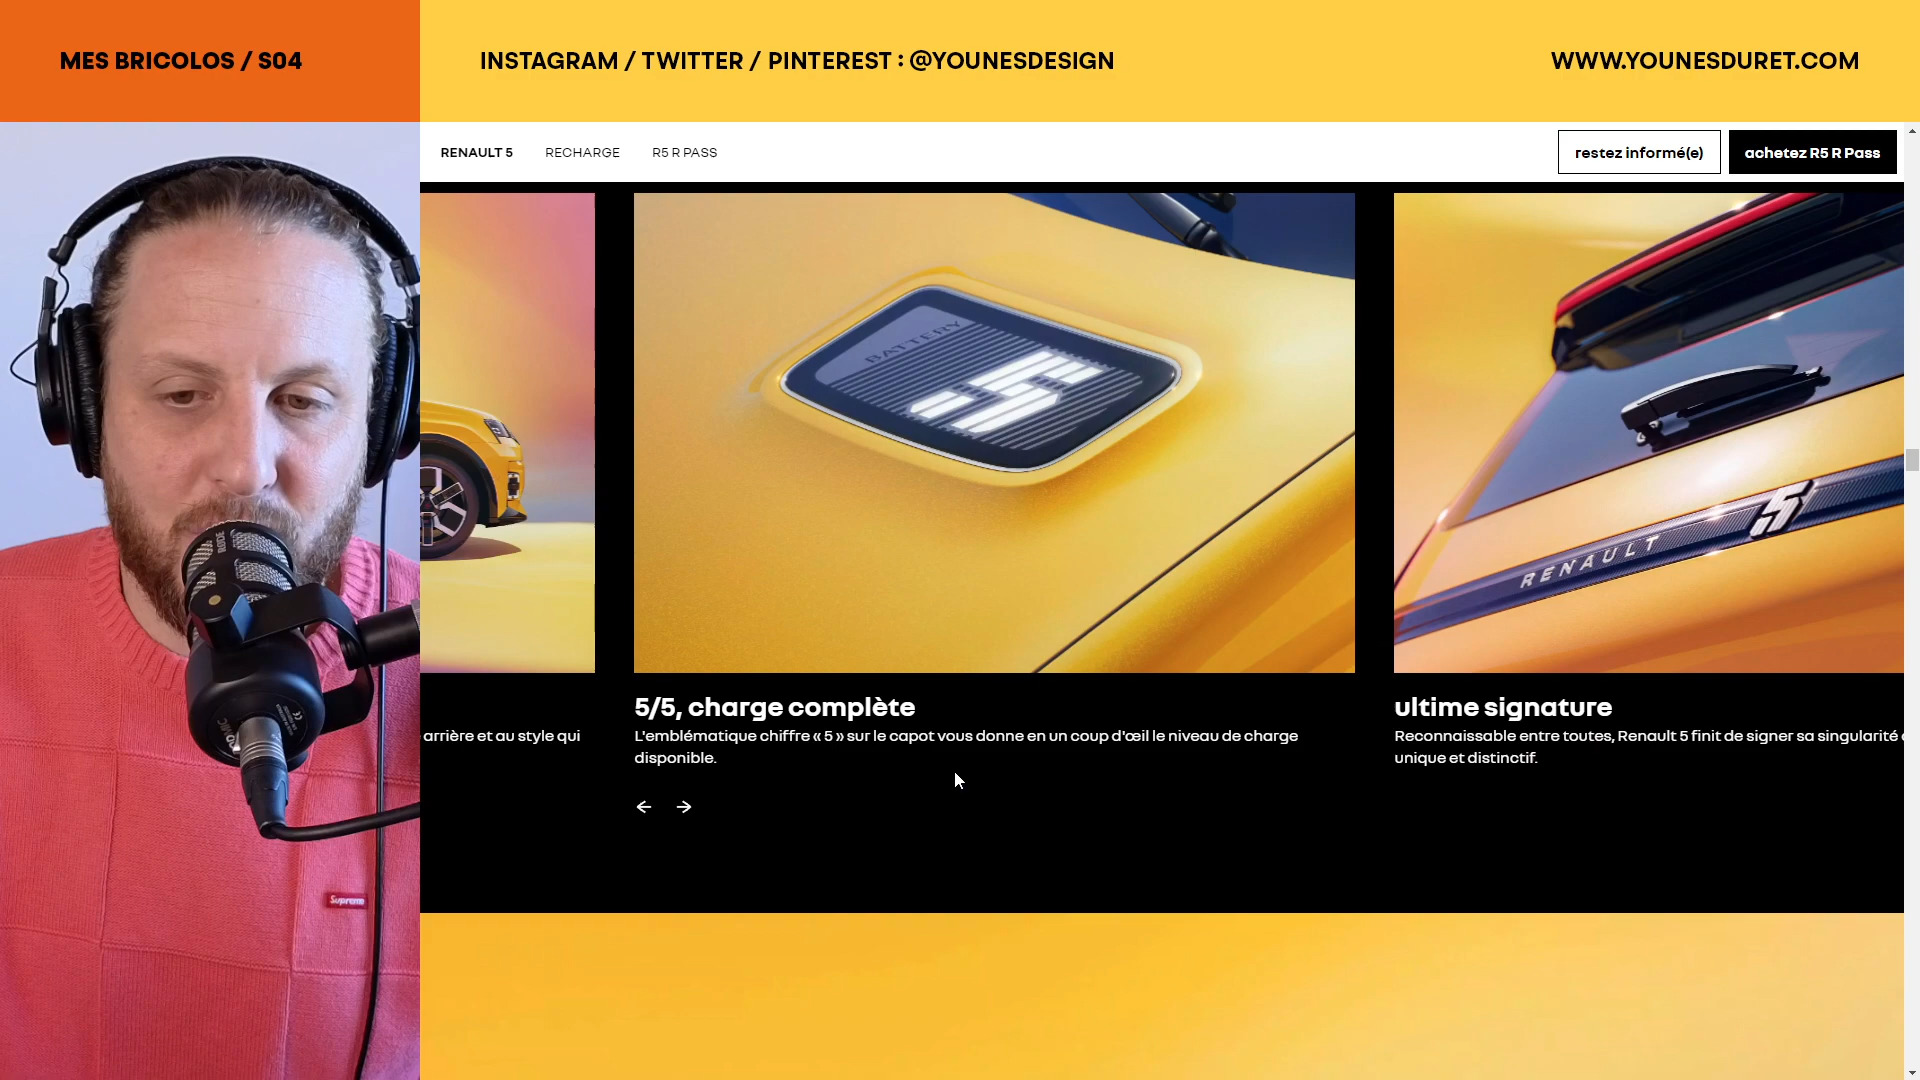 MES BRICOLOS / S04
INSTAGRAM / TWITTER / PINTEREST : @YOUNESDESIGN
WWW.YOUNESDURET.COM
RENAULT 5
RECHARGE
R5 R PASS
restez informé(e)
achetez R5 R Pass
BATTERY
5
RENAULT 5
RØDE
Supreme
arrière et au style qui
5/5, charge complète
L'emblématique chiffre « 5 » sur le capot vous donne en un coup d'œil le niveau de charge
disponible.
ultime signature
Reconnaissable entre toutes, Renault 5 finit de signer sa singularité
unique et distinctif.